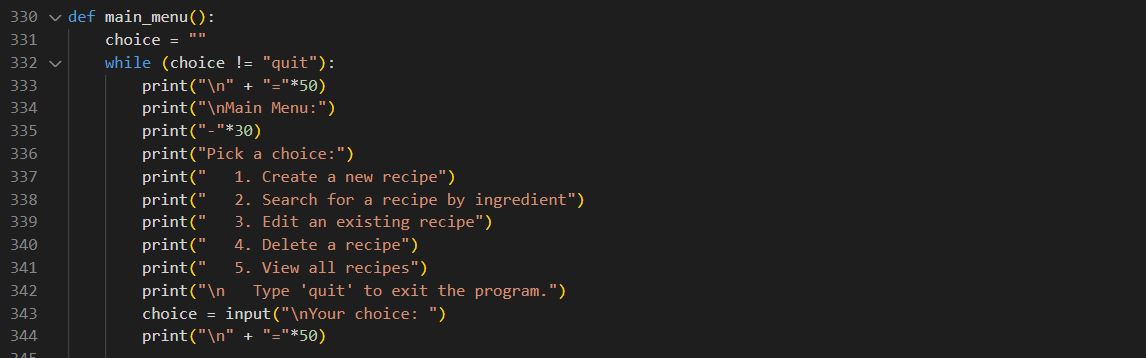 330 def main_menu():
331     choice = ""
332     while (choice != "quit"):
333         print("\n" + "="*50)
334         print("\nMain Menu:")
335         print("-"*30)
336         print("Pick a choice:")
337         print("   1. Create a new recipe")
338         print("   2. Search for a recipe by ingredient")
339         print("   3. Edit an existing recipe")
340         print("   4. Delete a recipe")
341         print("   5. View all recipes")
342         print("\n   Type 'quit' to exit the program.")
343         choice = input("\nYour choice: ")
344         print("\n" + "="*50)